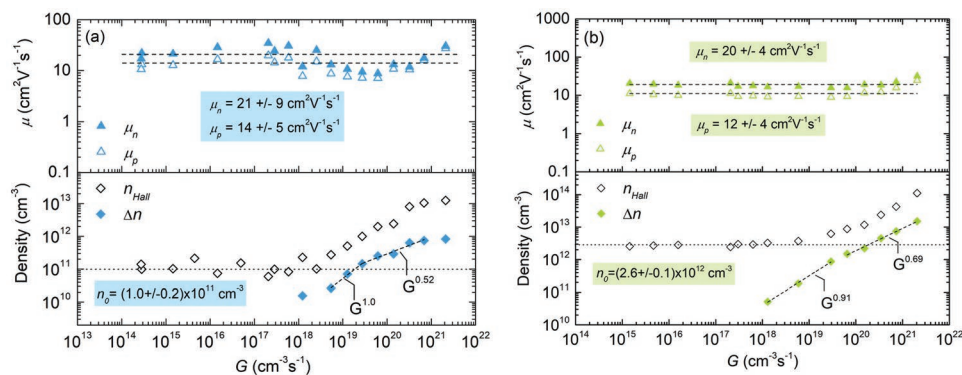 (a)
μ (cm²V⁻¹s⁻¹)
100
10
1
0.1
μn = 21 +/- 9 cm²V⁻¹s⁻¹
μp = 14 +/- 5 cm²V⁻¹s⁻¹
μn
μp
Density (cm⁻³)
10¹³
10¹²
10¹¹
10¹⁰
nHall
Δn
n₀= (1.0+/-0.2)x10¹¹ cm⁻³
G⁰·⁵²
G¹·⁰
10¹³ 10¹⁴ 10¹⁵ 10¹⁶ 10¹⁷ 10¹⁸ 10¹⁹ 10²⁰ 10²¹ 10²²
G (cm⁻³s⁻¹)
(b)
μ (cm²V⁻¹s⁻¹)
1000
100
10
1
0.1
μn = 20 +/- 4 cm²V⁻¹s⁻¹
μp = 12 +/- 4 cm²V⁻¹s⁻¹
μn
μp
Density (cm⁻³)
10¹⁴
10¹³
10¹²
10¹¹
10¹⁰
nHall
Δn
n₀=(2.6+/-0.1)x10¹² cm⁻³
G⁰·⁶⁹
G⁰·⁹¹
10¹⁴ 10¹⁵ 10¹⁶ 10¹⁷ 10¹⁸ 10¹⁹ 10²⁰ 10²¹ 10²²
G (cm⁻³s⁻¹)